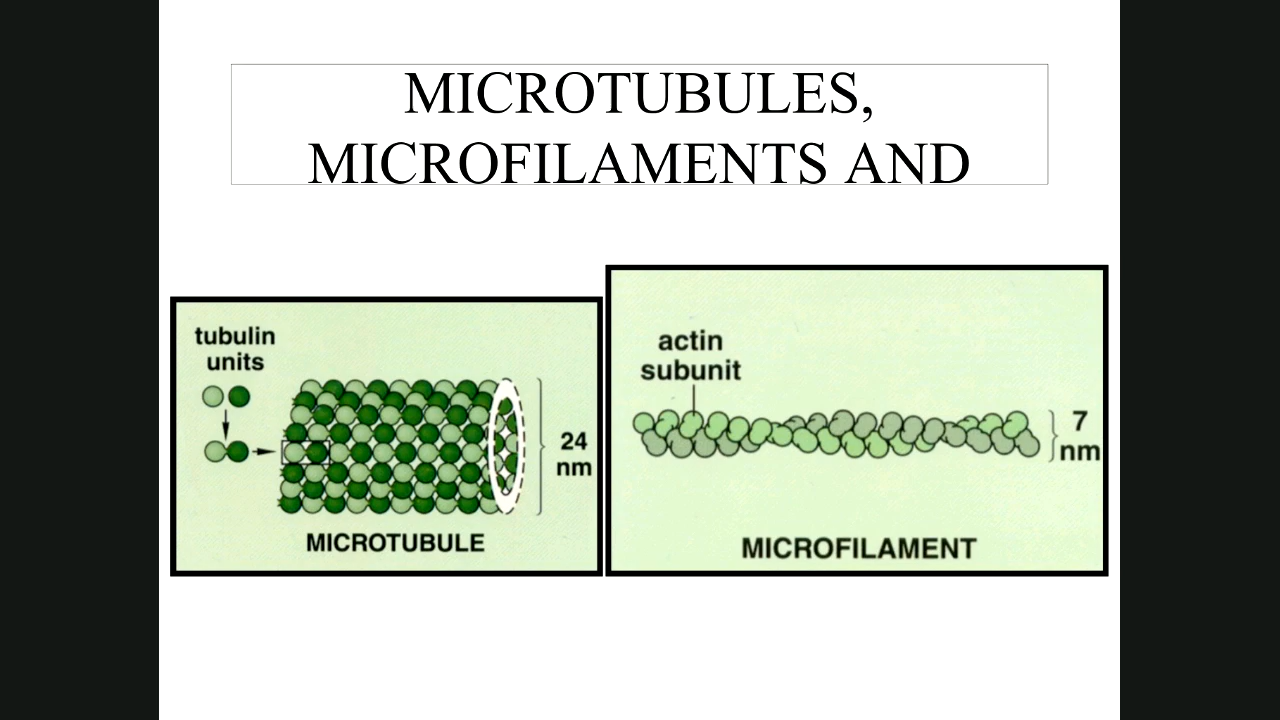 MICROTUBULES,
MICROFILAMENTS AND
tubulin
units
24
nm
MICROTUBULE
actin
subunit
7
nm
MICROFILAMENT